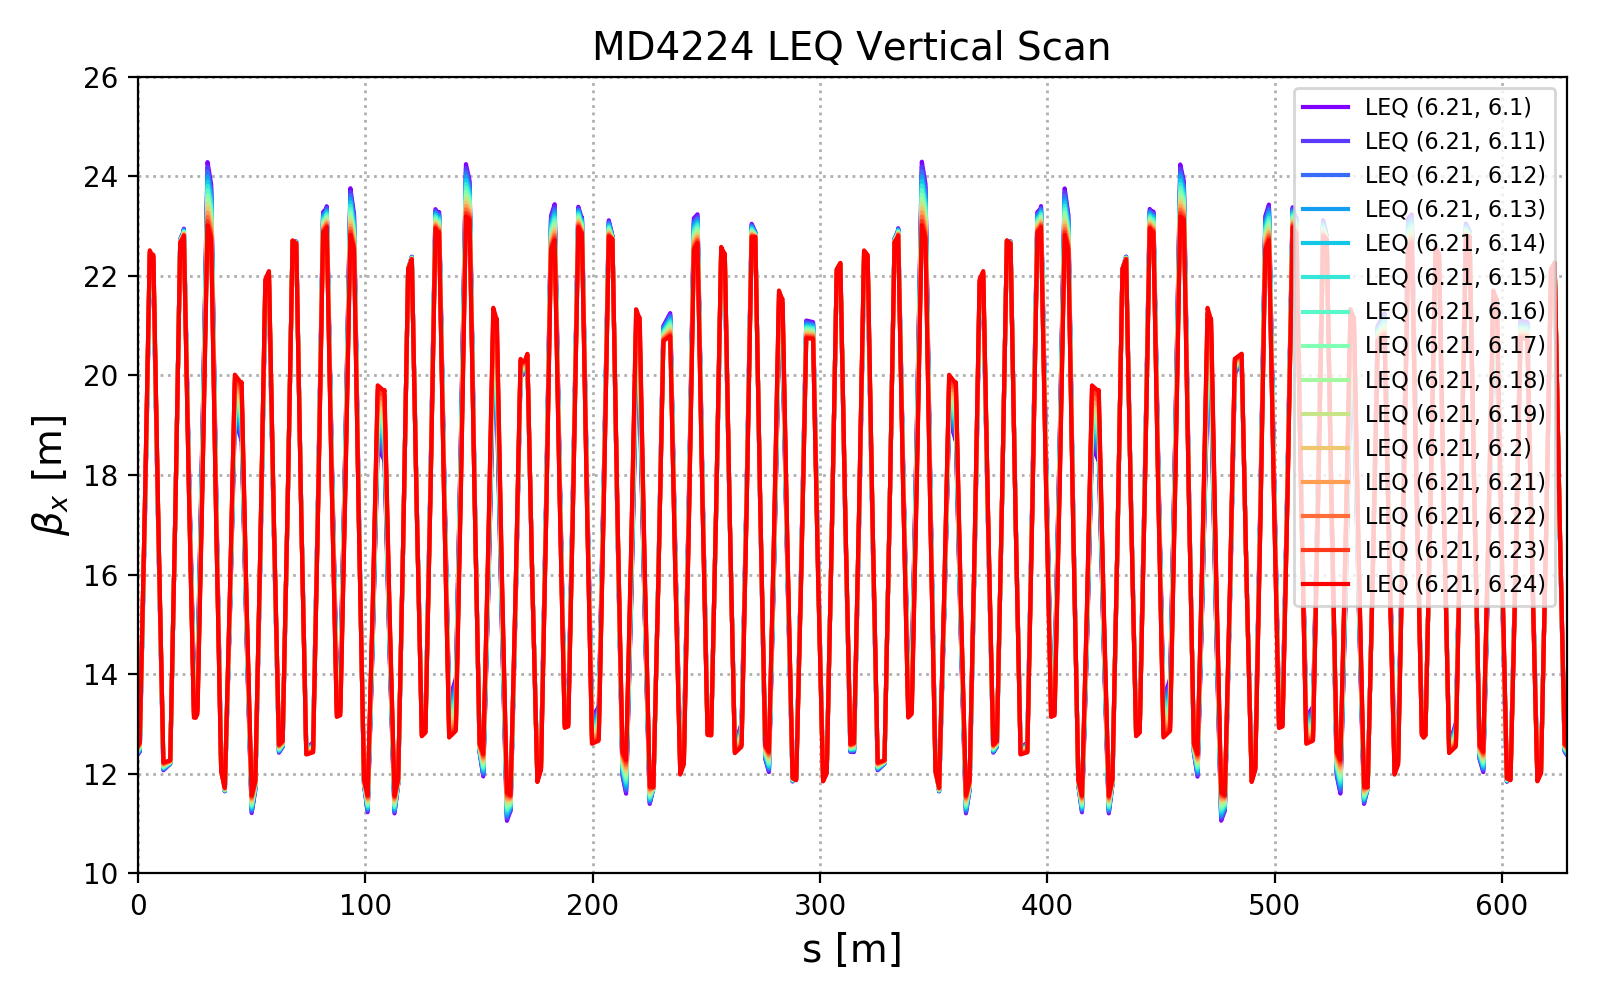 MD4224 LEQ Vertical Scan
26
24
22
20
18
16
14
12
10
βx [m]
LEQ (6.21, 6.1)
LEQ (6.21, 6.11)
LEQ (6.21, 6.12)
LEQ (6.21, 6.13)
LEQ (6.21, 6.14)
LEQ (6.21, 6.15)
LEQ (6.21, 6.16)
LEQ (6.21, 6.17)
LEQ (6.21, 6.18)
LEQ (6.21, 6.19)
LEQ (6.21, 6.2)
LEQ (6.21, 6.21)
LEQ (6.21, 6.22)
LEQ (6.21, 6.23)
LEQ (6.21, 6.24)
0 100 200 300 400 500 600
s [m]